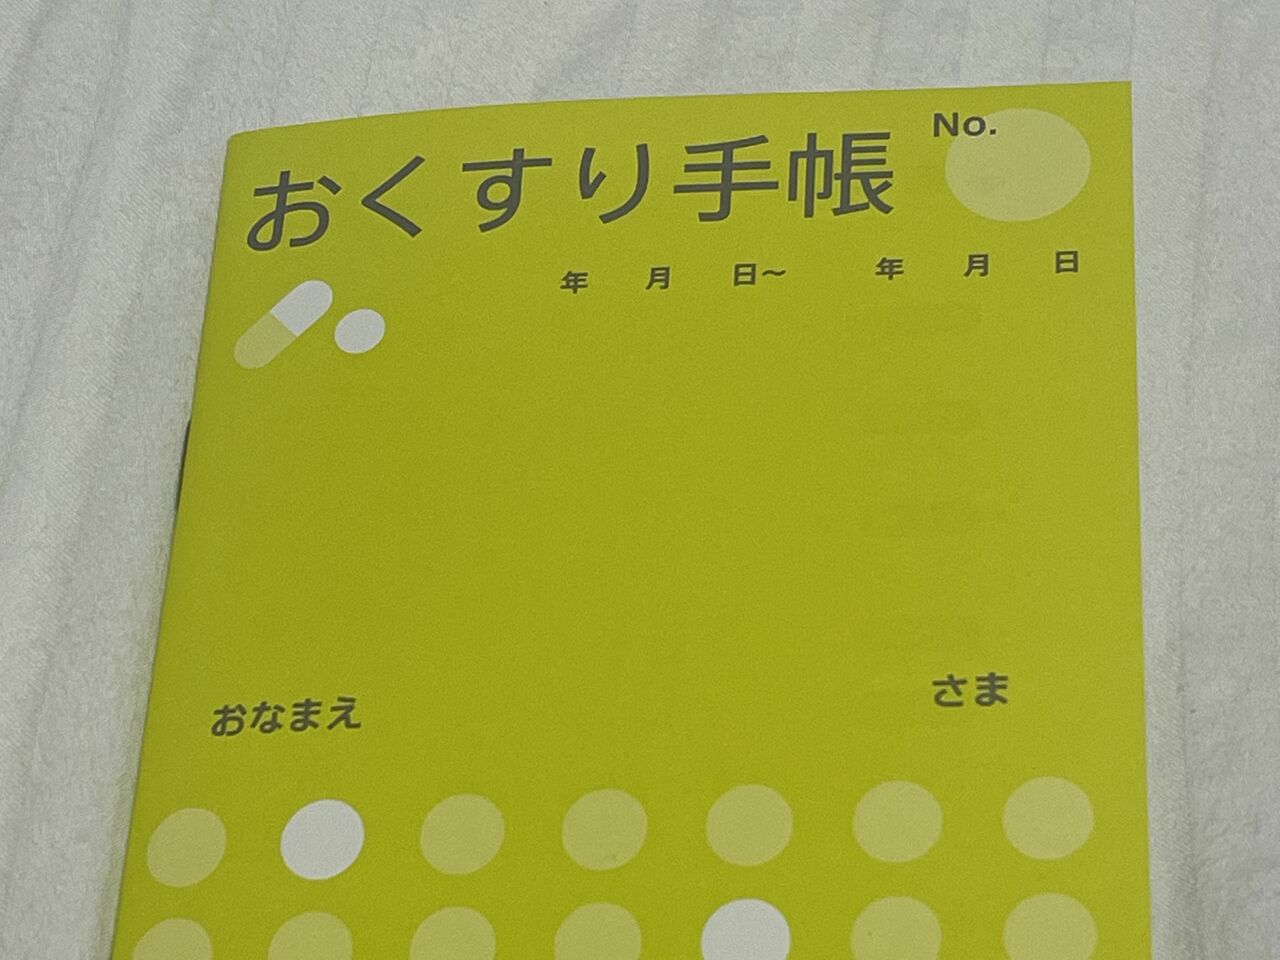 おくすり手帳 No.
年 月 日～ 年 月 日
おなまえ さま